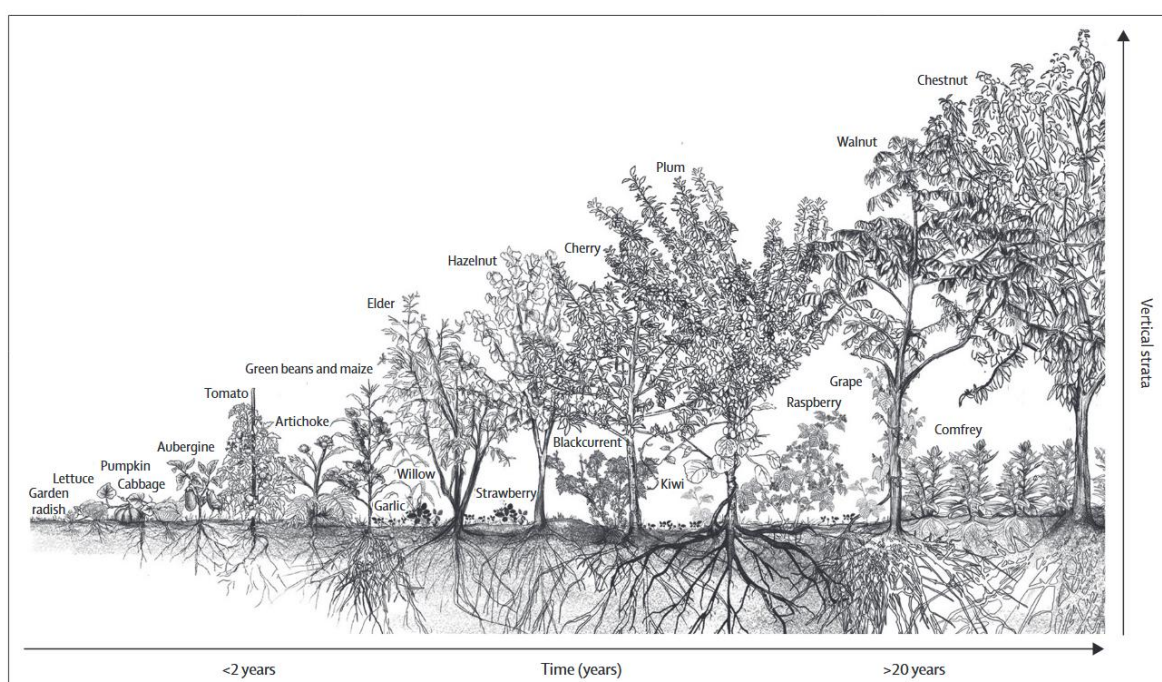 Chestnut
Walnut
Plum
Cherry
Hazelnut
Elder
Green beans and maize
Tomato
Artichoke
Aubergine
Pumpkin
Lettuce
Cabbage
Garden
radish
Willow
Garlic
Strawberry
Blackcurrent
Kiwi
Raspberry
Grape
Comfrey
Vertical strata
<2 years
Time (years)
>20 years